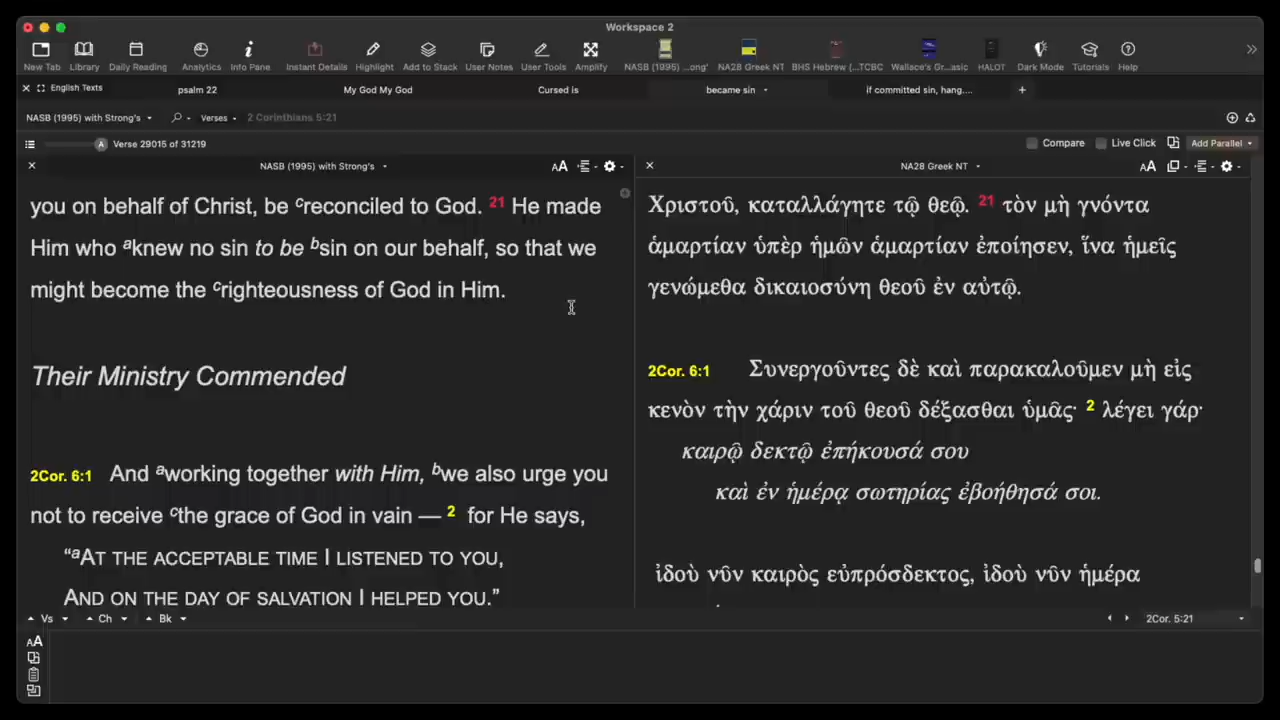 Workspace 2
New Tab Library Daily Reading Analytics Info Pane Instant Details Highlight Add to Stack User Notes User Tools Amplify NASB (1995) ...ong' NA28 Greek NT BHS Hebrew (...TCBC Wallace's Gr...asic HALOT Dark Mode Tutorials Help
English Texts psalm 22 My God My God Cursed is became sin if committed sin, hang....
NASB (1995) with Strong's Verses 2 Corinthians 5:21
Verse 29015 of 31219 Compare Live Click Add Parallel
NASB (1995) with Strong's
you on behalf of Christ, be creconciled to God. 21 He made
Him who aknew no sin to be bsin on our behalf, so that we
might become the crighteousness of God in Him.
Their Ministry Commended
2Cor. 6:1 And aworking together with Him, bwe also urge you
not to receive cthe grace of God in vain — 2 for He says,
“aAT THE ACCEPTABLE TIME I LISTENED TO YOU,
AND ON THE DAY OF SALVATION I HELPED YOU.”
NA28 Greek NT
Χριστοῦ, καταλλάγητε τῷ θεῷ. 21 τὸν μὴ γνόντα
ἁμαρτίαν ὑπὲρ ἡμῶν ἁμαρτίαν ἐποίησεν, ἵνα ἡμεῖς
γενώμεθα δικαιοσύνη θεοῦ ἐν αὐτῷ.
2Cor. 6:1 Συνεργοῦντες δὲ καὶ παρακαλοῦμεν μὴ εἰς
κενὸν τὴν χάριν τοῦ θεοῦ δέξασθαι ὑμᾶς· 2 λέγει γάρ·
καιρῷ δεκτῷ ἐπήκουσά σου
καὶ ἐν ἡμέρᾳ σωτηρίας ἐβοήθησά σοι.
ἰδοὺ νῦν καιρὸς εὐπρόσδεκτος, ἰδοὺ νῦν ἡμέρα
Vs Ch Bk 2Cor. 5:21